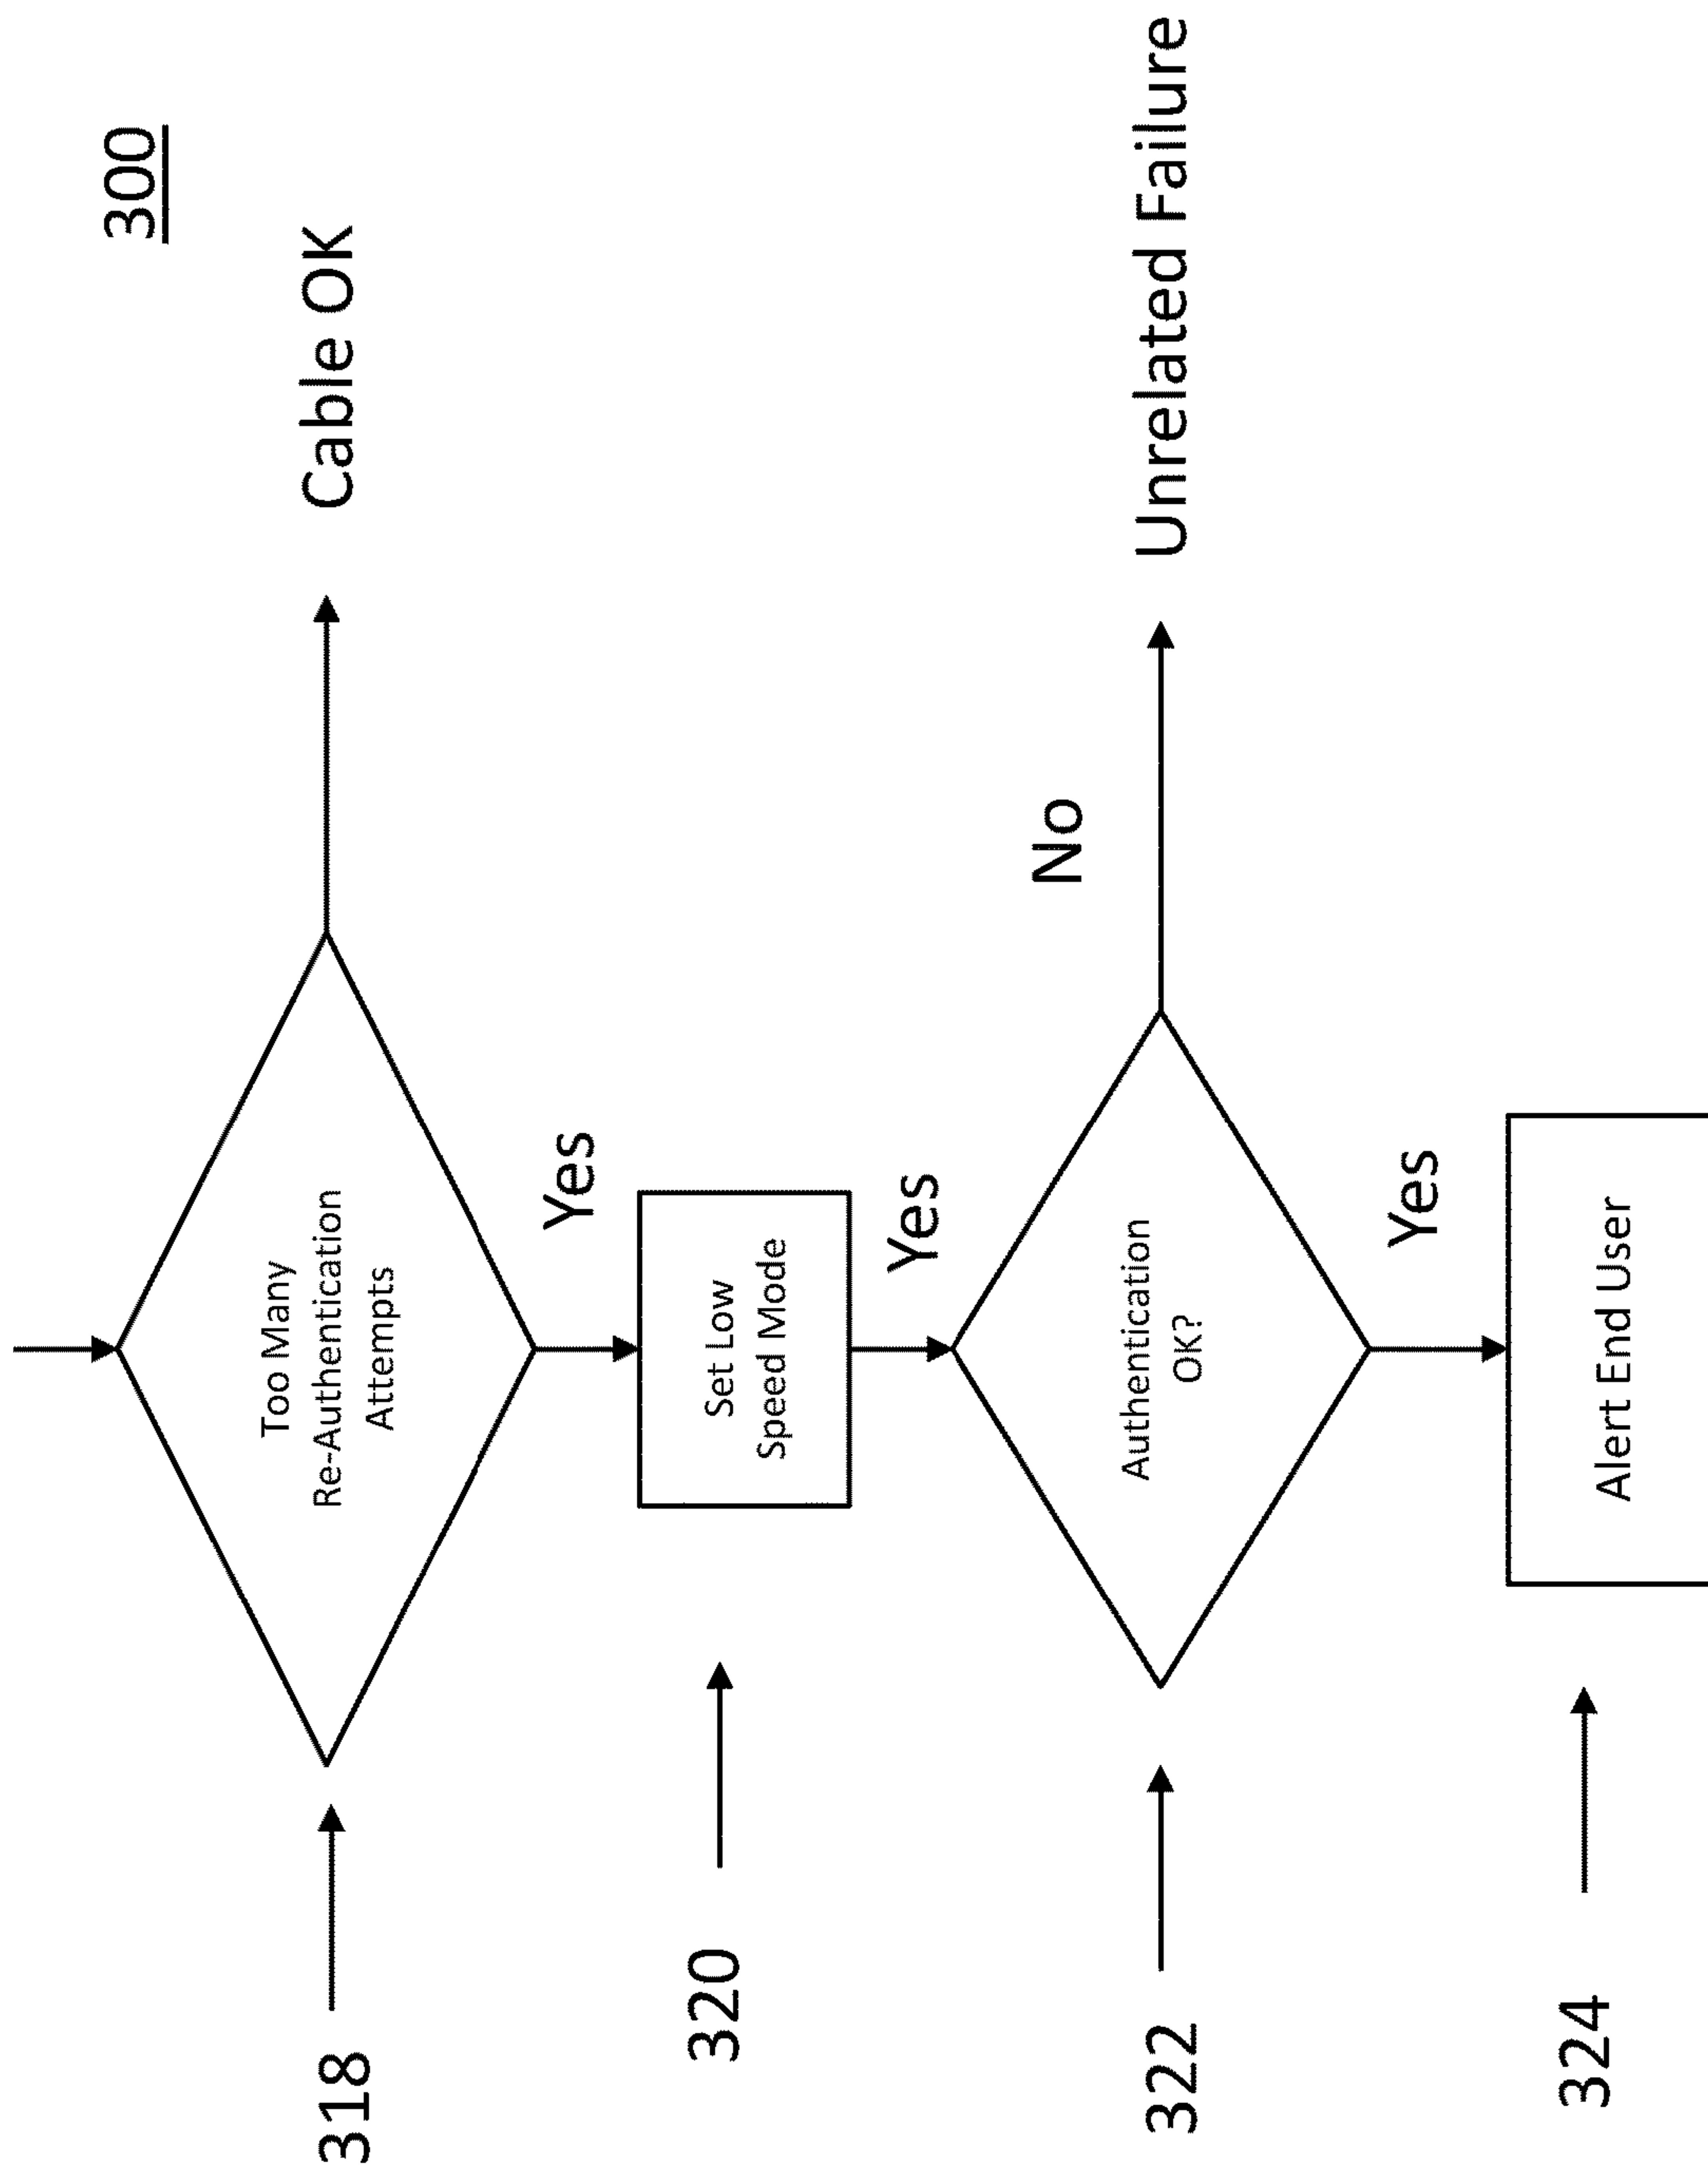 300
318
Too Many
Re-Authentication
Attempts
Cable OK
Yes
320
Set Low
Speed Mode
Yes
322
Authentication
OK?
No
Unrelated Failure
Yes
324
Alert End User